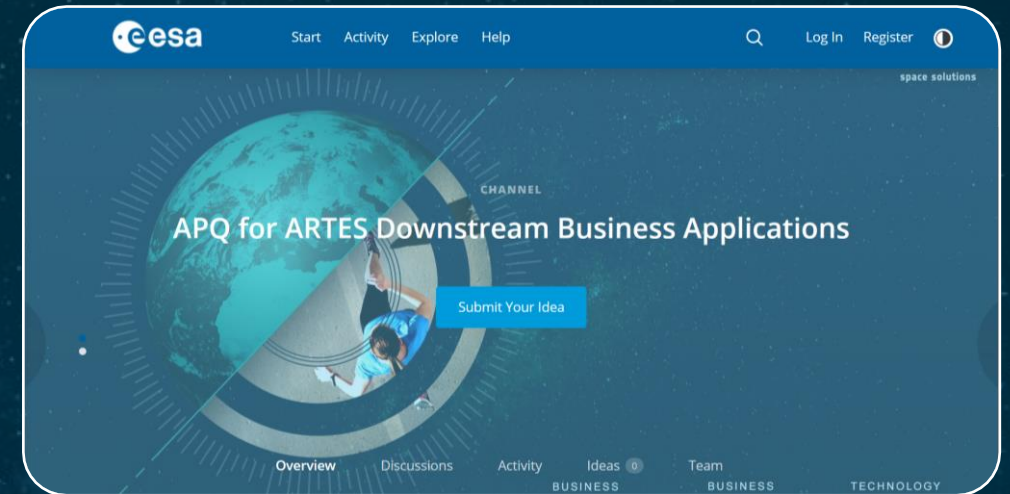 esa
Start Activity Explore Help
Log In Register
space solutions
CHANNEL
APQ for ARTES Downstream Business Applications
Submit Your Idea
Overview Discussions Activity Ideas 0 Team
BUSINESS BUSINESS TECHNOLOGY